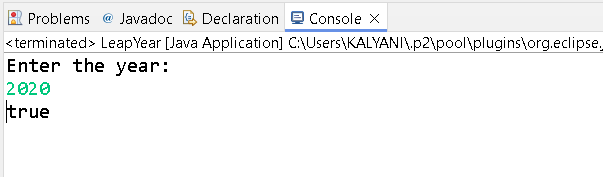 Problems @ Javadoc Declaration Console
<terminated> LeapYear [Java Application] C:\Users\KALYANI\.p2\pool\plugins\org.eclipse.
Enter the year:
2020
true